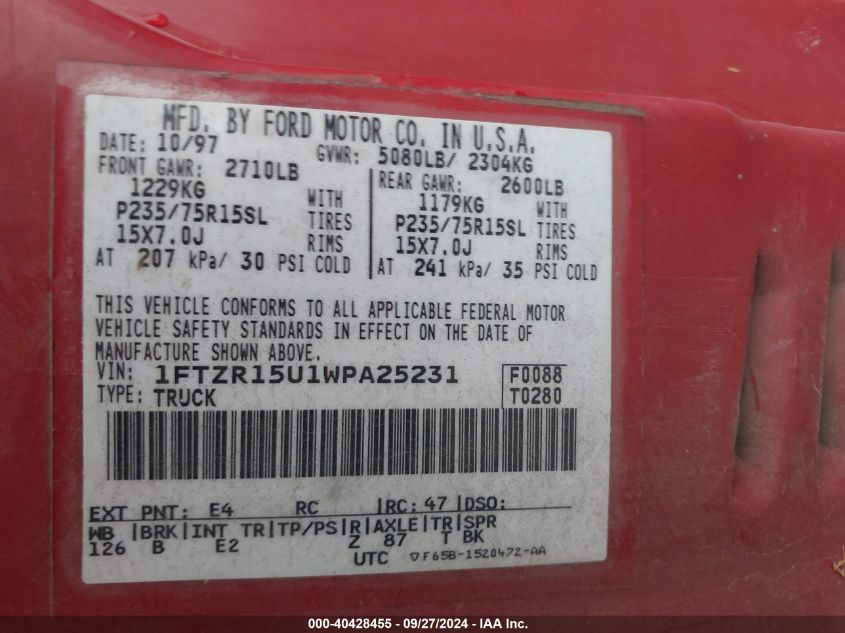 MFD. BY FORD MOTOR CO. IN U.S.A.
DATE: 10/97 GVWR: 5080LB/ 2304KG
FRONT GAWR: 2710LB REAR GAWR: 2600LB
1229KG WITH 1179KG WITH
P235/75R15SL TIRES P235/75R15SL TIRES
15X7.0J RIMS 15X7.0J RIMS
AT 207 kPa/ 30 PSI COLD AT 241 kPa/ 35 PSI COLD
THIS VEHICLE CONFORMS TO ALL APPLICABLE FEDERAL MOTOR
VEHICLE SAFETY STANDARDS IN EFFECT ON THE DATE OF
MANUFACTURE SHOWN ABOVE.
VIN: 1FTZR15U1WPA25231 F0088
TYPE: TRUCK T0280
EXT PNT: E4 RC RC: 47 DSO:
WB BRK INT TR TP/PS R AXLE TR SPR
126 B E2 Z 87 T BK
UTC F65B-1520472-AA
000-40428455 - 09/27/2024 - IAA Inc.